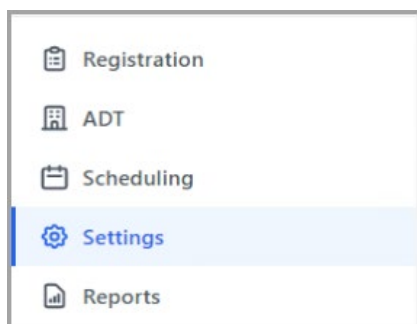 Registration
ADT
Scheduling
Settings
Reports